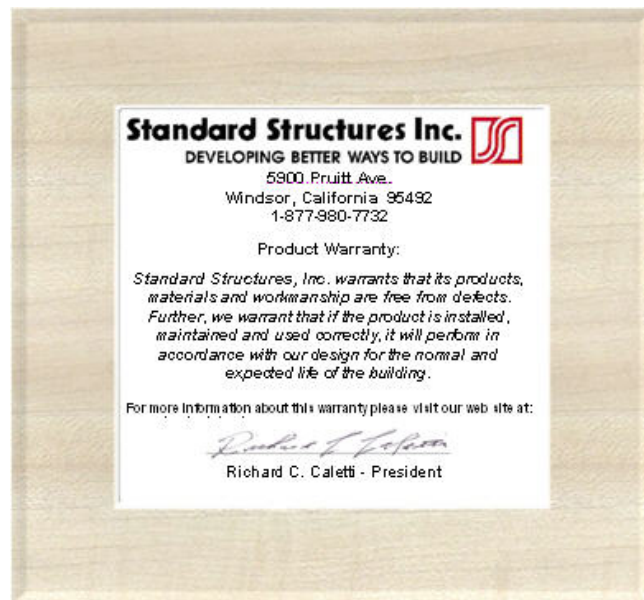 Standard Structures Inc.
DEVELOPING BETTER WAYS TO BUILD
5900 Pruitt Ave.
Windsor, California 95492
1-877-980-7732
Product Warranty:
Standard Structures, Inc. warrants that its products,
materials and workmanship are free from defects.
Further, we warrant that if the product is installed,
maintained and used correctly, it will perform in
accordance with our design for the normal and
expected life of the building.
For more information about this warranty please visit our web site at:
Richard C. Caletti - President